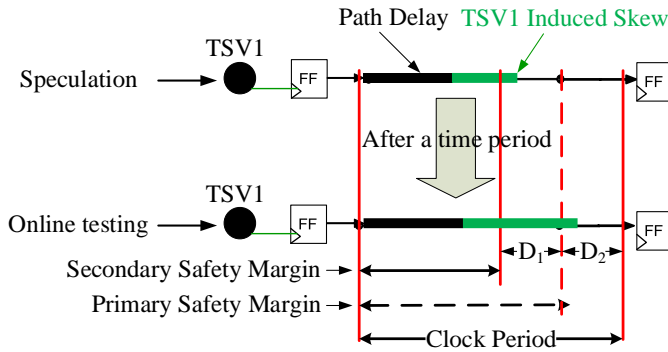 Path Delay
TSV1 Induced Skew
TSV1
Speculation
FF
FF
After a time period
TSV1
Online testing
FF
FF
D₁
D₂
Secondary Safety Margin
Primary Safety Margin
Clock Period